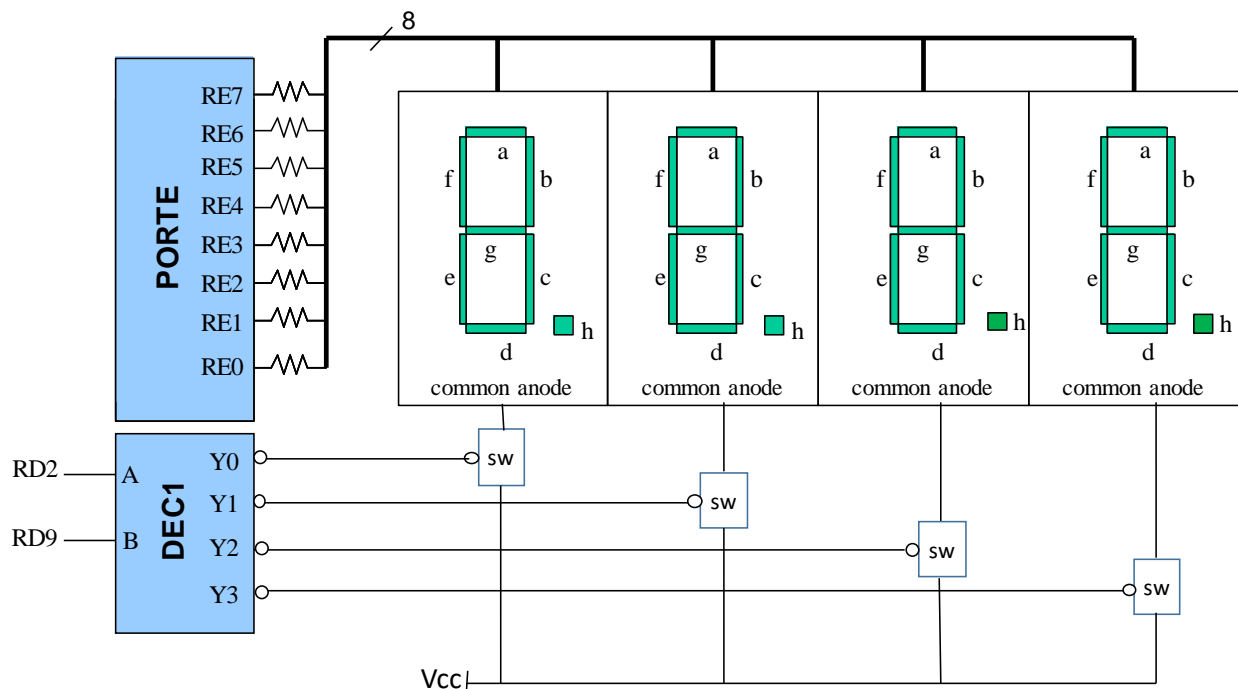 8
PORTE
RE7
RE6
RE5
RE4
RE3
RE2
RE1
RE0
a
f b
g
e c
h
d
common anode
a
f b
g
e c
h
d
common anode
a
f b
g
e c
h
d
common anode
a
f b
g
e c
h
d
common anode
RD2
RD9
A
B
DEC1
Y0
Y1
Y2
Y3
sw
sw
sw
sw
Vcc